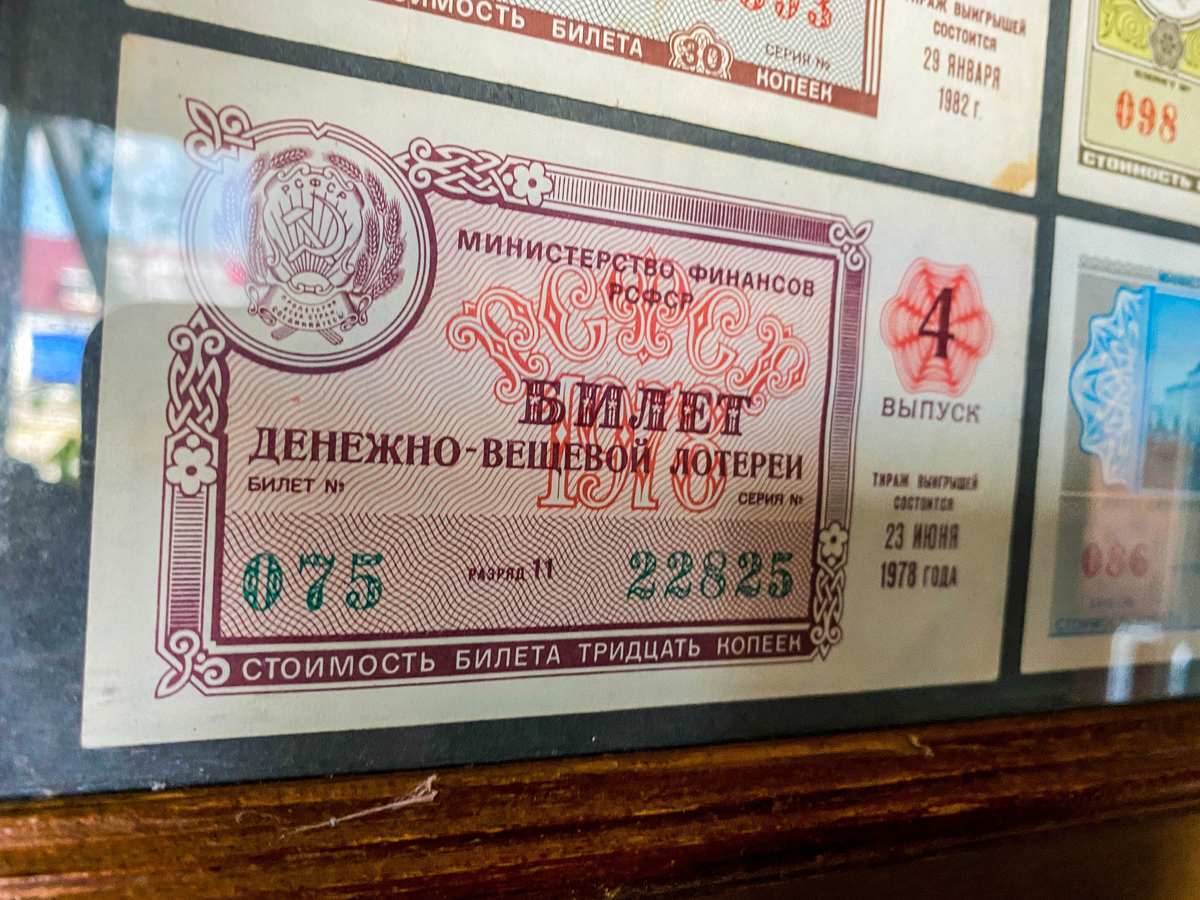 СТОИМОСТЬ БИЛЕТА 30 КОПЕЕК
СЕРИЯ №
ТИРАЖ ВЫИГРЫШЕЙ
СОСТОИТСЯ
29 ЯНВАРЯ
1982 г.
098
СТОИМОСТЬ
РСФСР
МИНИСТЕРСТВО ФИНАНСОВ
РСФСР
РСФСР
1978
БИЛЕТ
ДЕНЕЖНО-ВЕЩЕВОЙ ЛОТЕРЕИ
БИЛЕТ №
СЕРИЯ №
075
РАЗРЯД 11
22825
СТОИМОСТЬ БИЛЕТА ТРИДЦАТЬ КОПЕЕК
4
ВЫПУСК
ТИРАЖ ВЫИГРЫШЕЙ
СОСТОИТСЯ
23 ИЮНЯ
1978 ГОДА
086